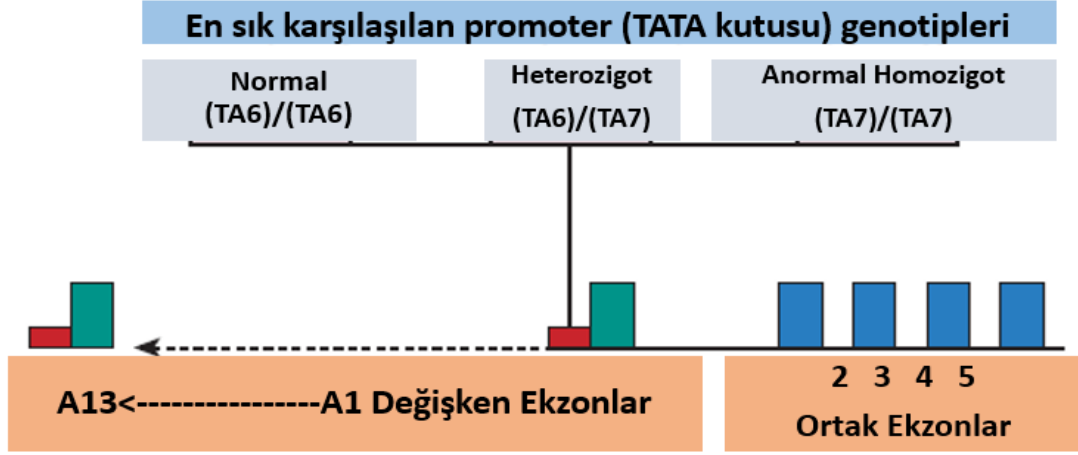 En sık karşılaşılan promoter (TATA kutusu) genotipleri
Normal
(TA6)/(TA6)
Heterozigot
(TA6)/(TA7)
Anormal Homozigot
(TA7)/(TA7)
A13<----------------A1 Değişken Ekzonlar
2 3 4 5
Ortak Ekzonlar